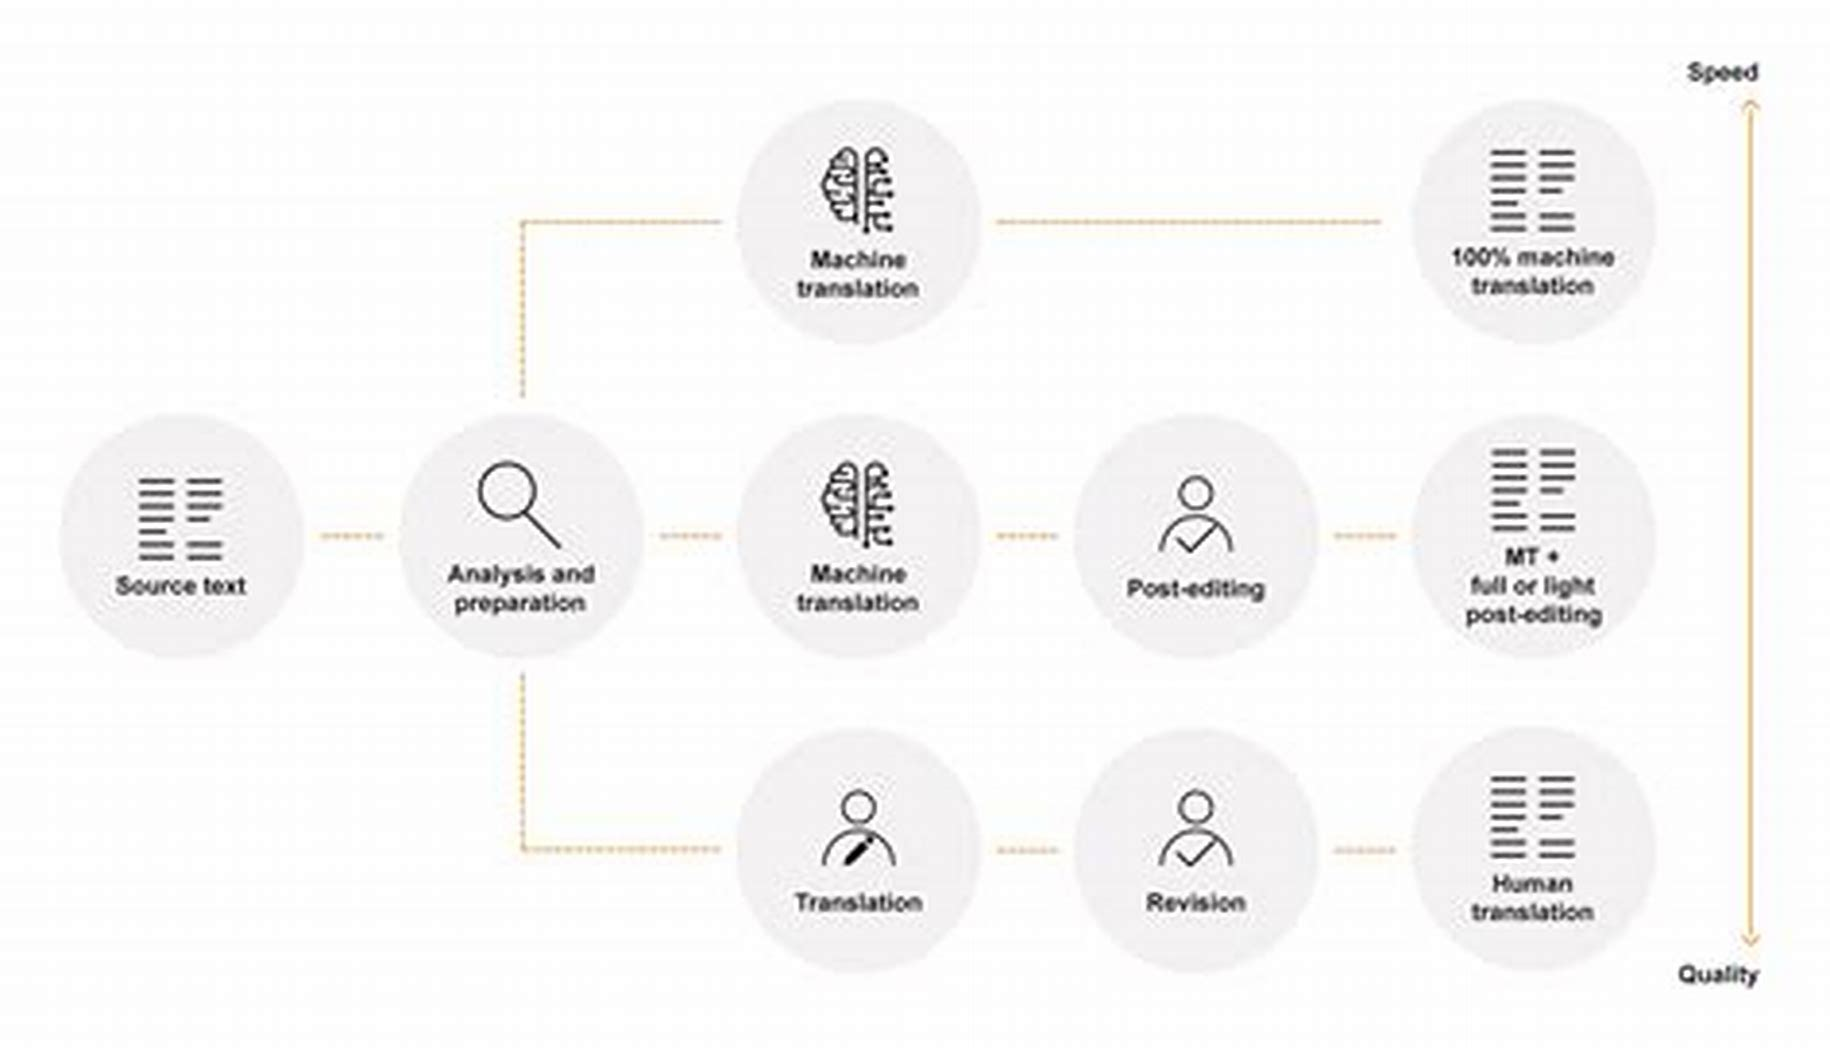 Speed
Machine
translation
100% machine
translation
Source text
Analysis and
preparation
Machine
translation
Post-editing
MT +
full or light
post-editing
Translation
Revision
Human
translation
Quality